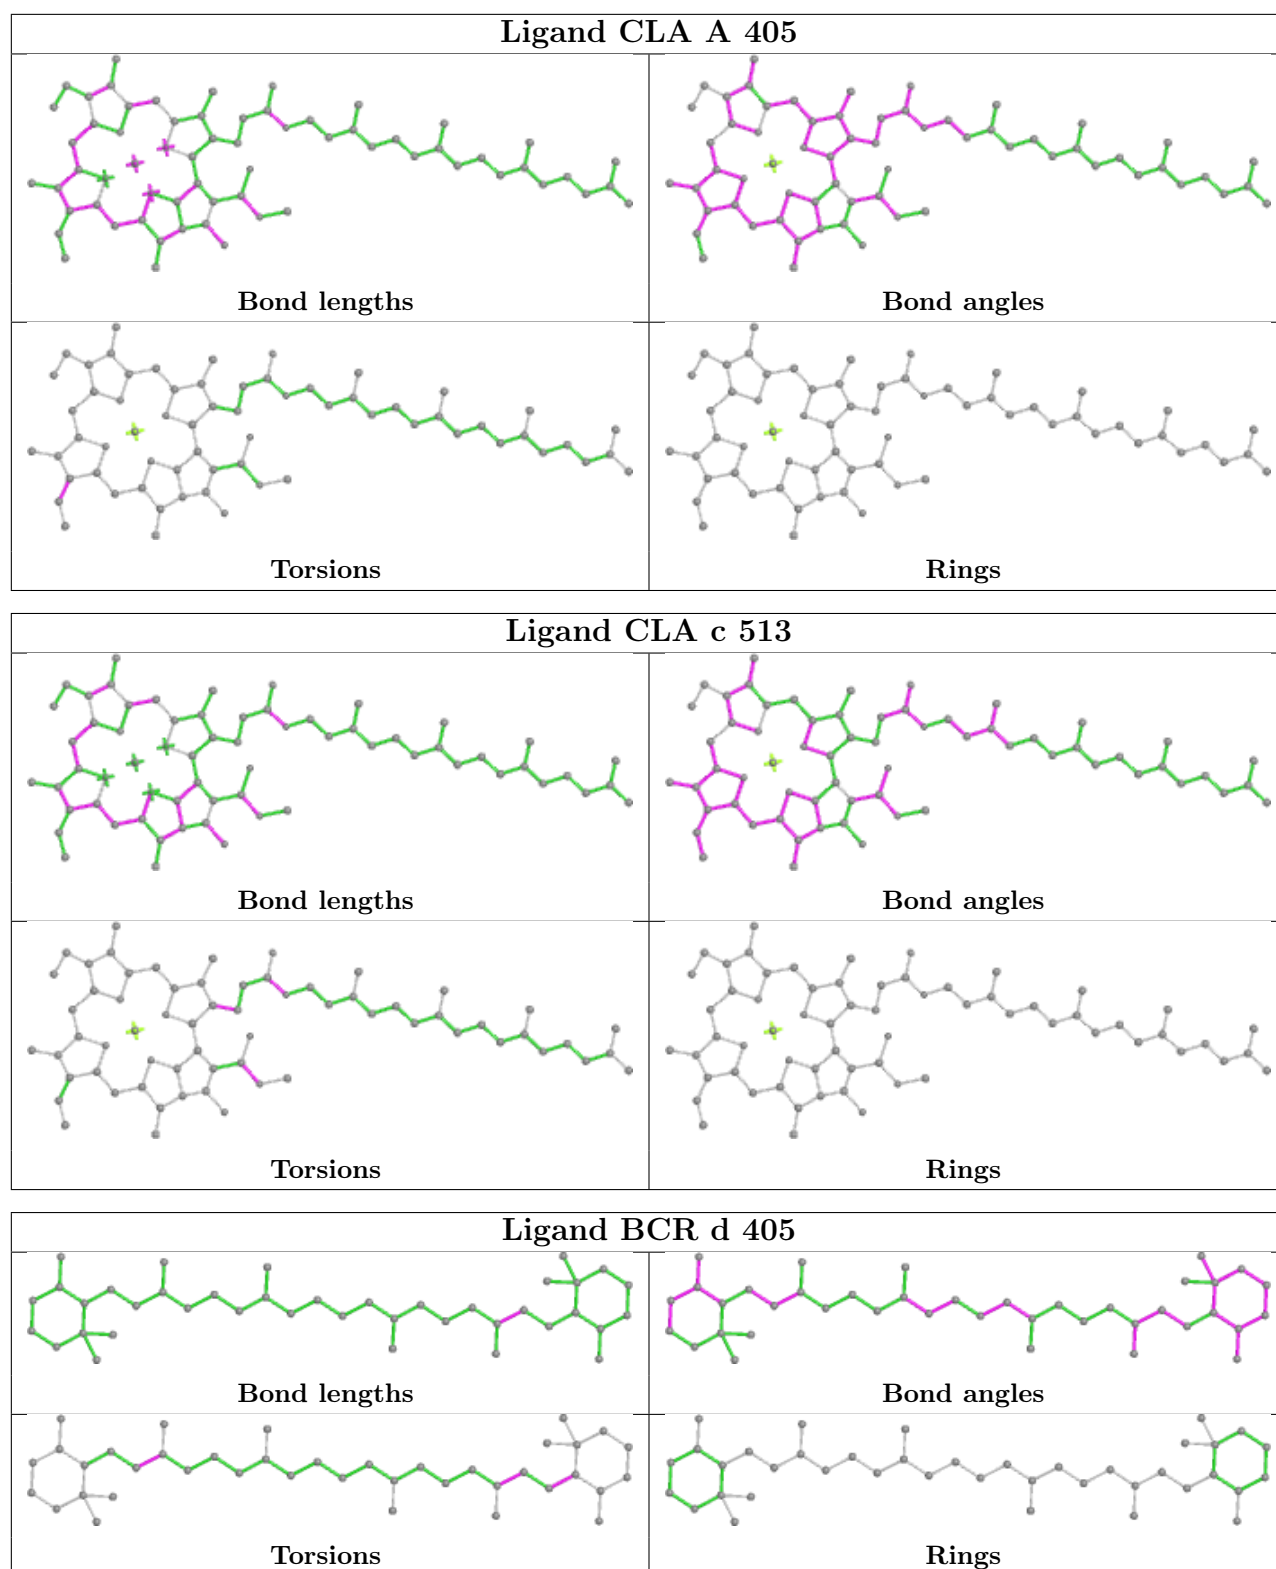 Ligand CLA A 405
Bond lengths
Bond angles
Torsions
Rings
Ligand CLA c 513
Bond lengths
Bond angles
Torsions
Rings
Ligand BCR d 405
Bond lengths
Bond angles
Torsions
Rings